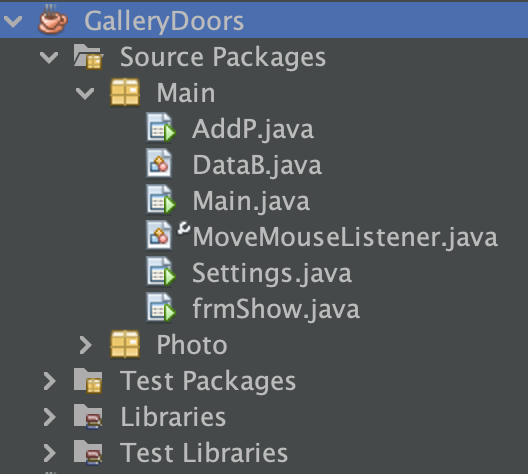 GalleryDoors
Source Packages
Main
AddP.java
DataB.java
Main.java
MoveMouseListener.java
Settings.java
frmShow.java
Photo
Test Packages
Libraries
Test Libraries